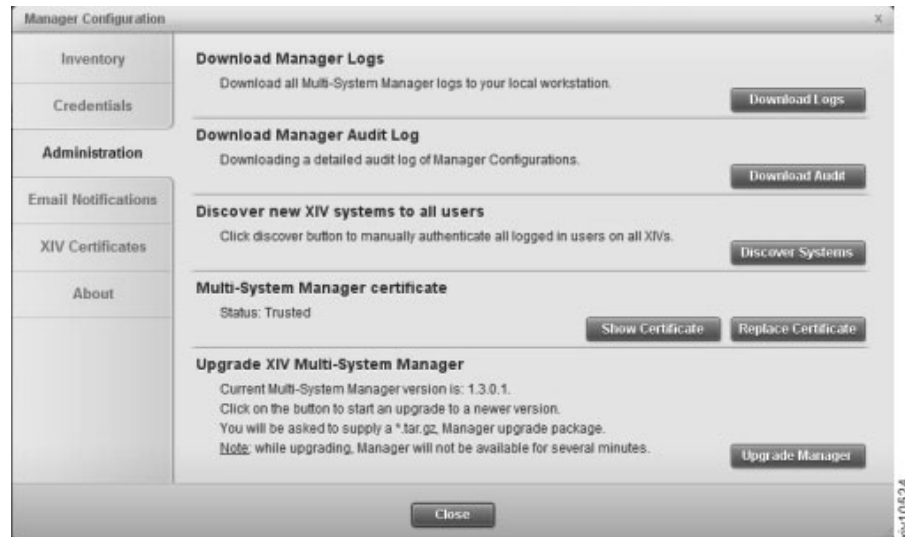 Manager Configuration x
Inventory
Credentials
Administration
Email Notifications
XIV Certificates
About
Download Manager Logs
Download all Multi-System Manager logs to your local workstation.
Download Logs
Download Manager Audit Log
Downloading a detailed audit log of Manager Configurations.
Download Audit
Discover new XIV systems to all users
Click discover button to manually authenticate all logged in users on all XIVs.
Discover Systems
Multi-System Manager certificate
Status: Trusted
Show Certificate Replace Certificate
Upgrade XIV Multi-System Manager
Current Multi-System Manager version is: 1.3.0.1.
Click on the button to start an upgrade to a newer version.
You will be asked to supply a *.tar.gz, Manager upgrade package.
Note: while upgrading, Manager will not be available for several minutes.
Upgrade Manager
Close
xiv10524